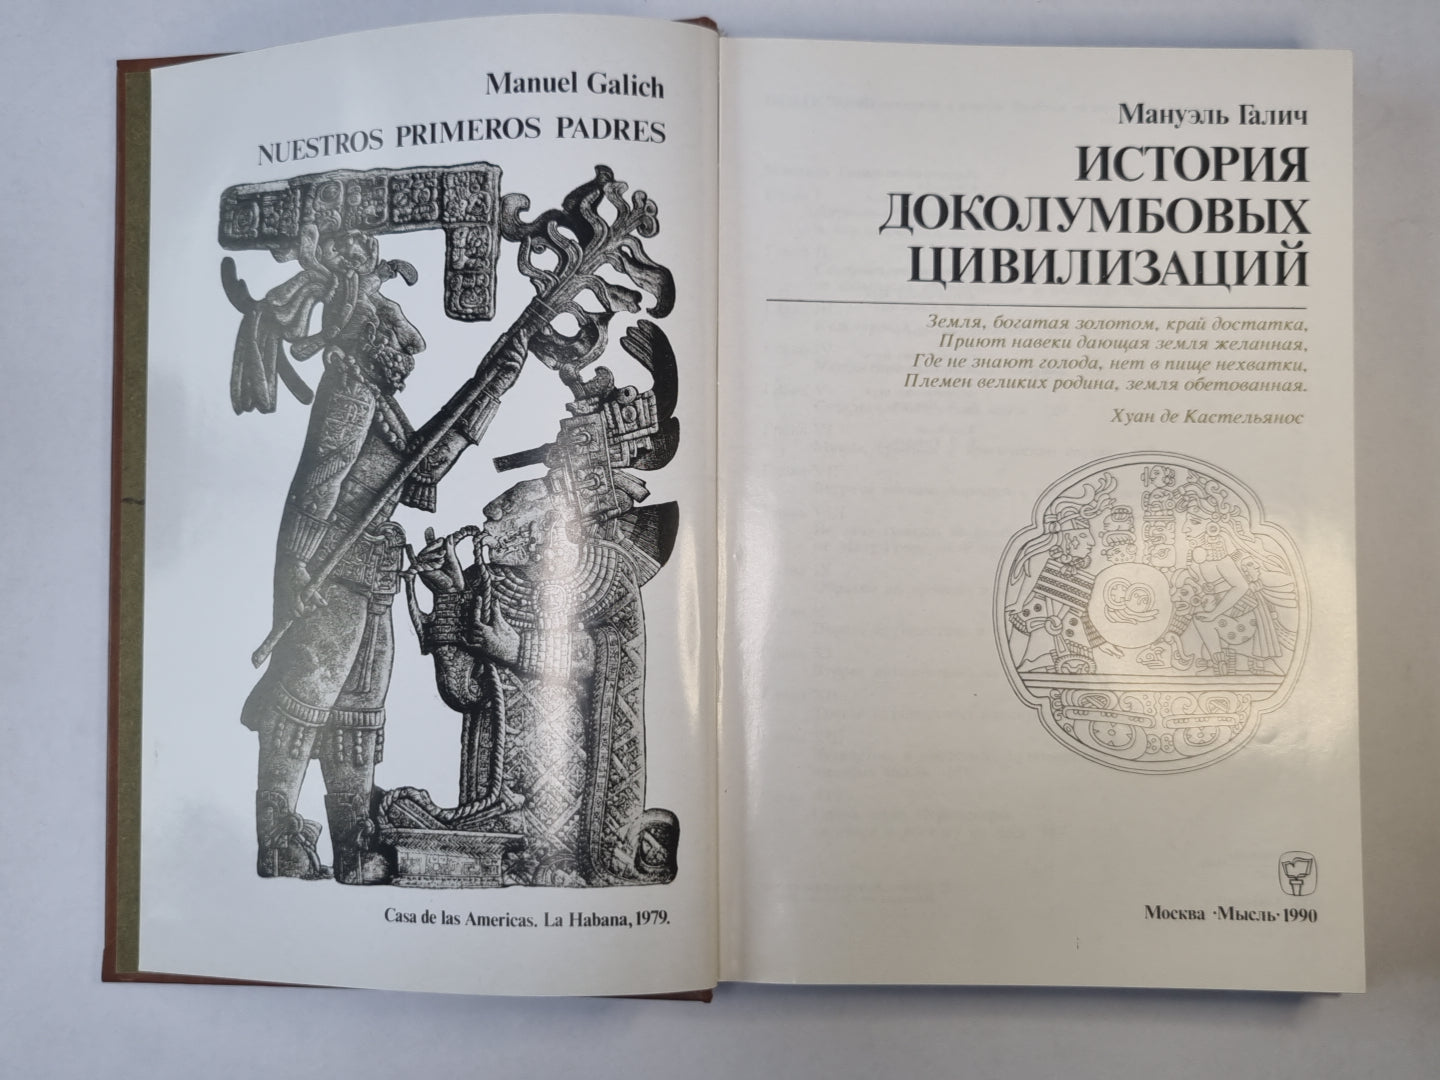 Manuel Galich
NUESTROS PRIMEROS PADRES
Casa de las Americas. La Habana, 1979.
Мануэль Галич
ИСТОРИЯ
ДОКОЛУМБОВЫХ
ЦИВИЛИЗАЦИЙ
Земля, богатая золотом, край достатка,
Приют навеки дающая земля желанная,
Где не знают голода, нет в пище нехватки,
Племен великих родина, земля обетованная.
Хуан де Кастельянос
Москва ·Мысль· 1990